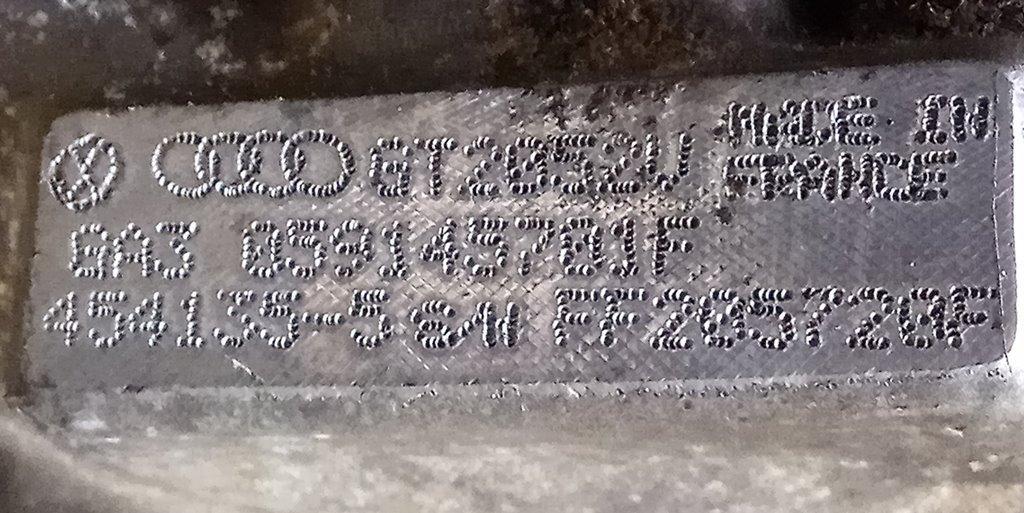 GT2052V MADE IN
FRANCE
GA3 059145701F
454135-5 FF205720F